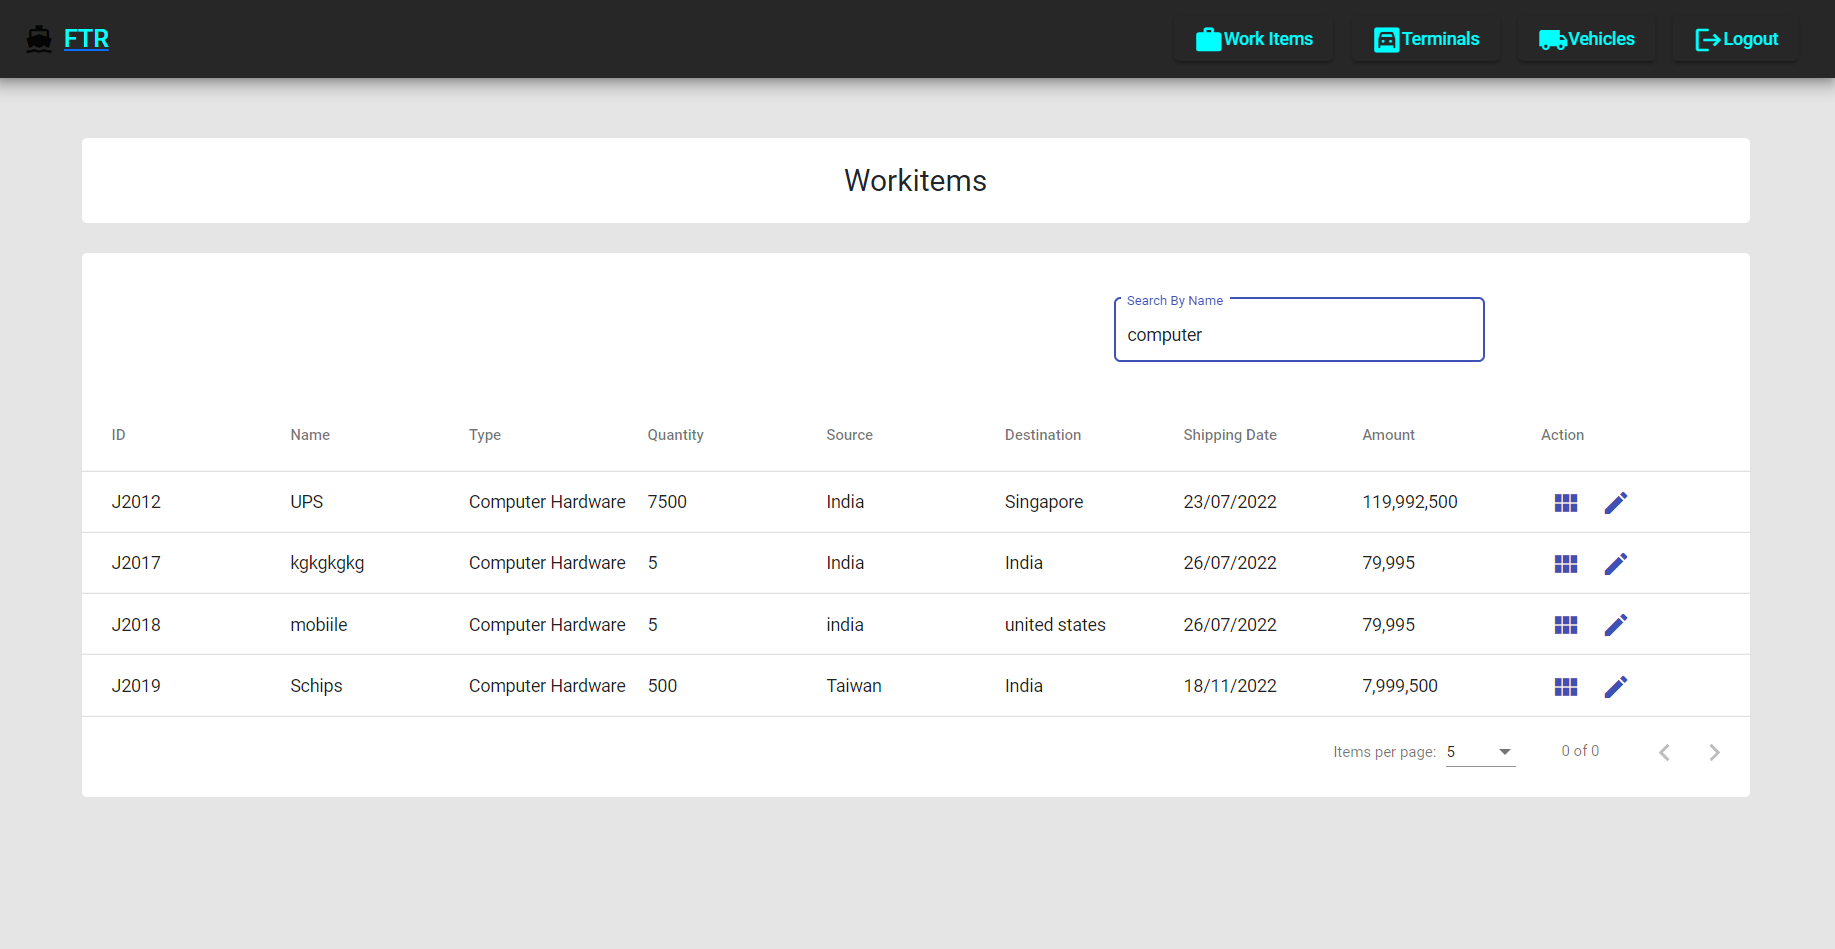 FTR Work Items Terminals Vehicles Logout
Workitems
Search By Name
computer
ID Name Type Quantity Source Destination Shipping Date Amount Action
J2012 UPS Computer Hardware 7500 India Singapore 23/07/2022 119,992,500
J2017 kgkgkgkg Computer Hardware 5 India India 26/07/2022 79,995
J2018 mobiile Computer Hardware 5 india united states 26/07/2022 79,995
J2019 Schips Computer Hardware 500 Taiwan India 18/11/2022 7,999,500
Items per page: 5 0 of 0